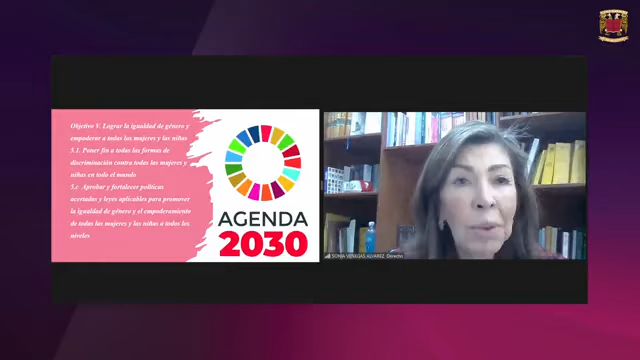 Objetivo V. Lograr la igualdad de género y
empoderar a todas las mujeres y las niñas
5.1. Poner fin a todas las formas de
discriminación contra todas las mujeres y
niñas en todo el mundo
5.c Aprobar y fortalecer políticas
acertadas y leyes aplicables para promover
la igualdad de género y el empoderamiento
de todas las mujeres y las niñas a todos los
niveles
AGENDA
2030
SONIA VENEGAS ALVAREZ. Derecho